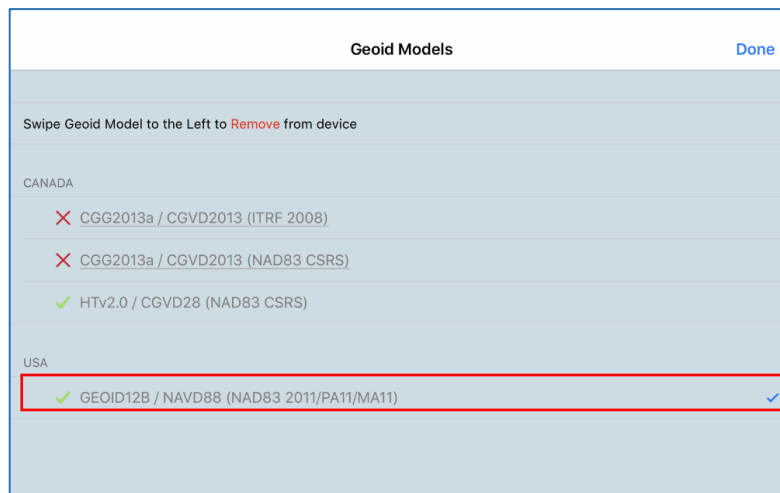 Geoid Models
Done
Swipe Geoid Model to the Left to Remove from device
CANADA
CGG2013a / CGVD2013 (ITRF 2008)
CGG2013a / CGVD2013 (NAD83 CSRS)
HTv2.0 / CGVD28 (NAD83 CSRS)
USA
GEOID12B / NAVD88 (NAD83 2011/PA11/MA11)